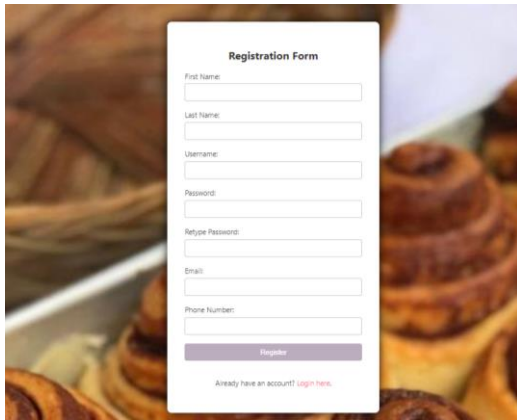 Registration Form
First Name:
Last Name:
Username:
Password:
Retype Password:
Email:
Phone Number:
Register
Already have an account? Login here.